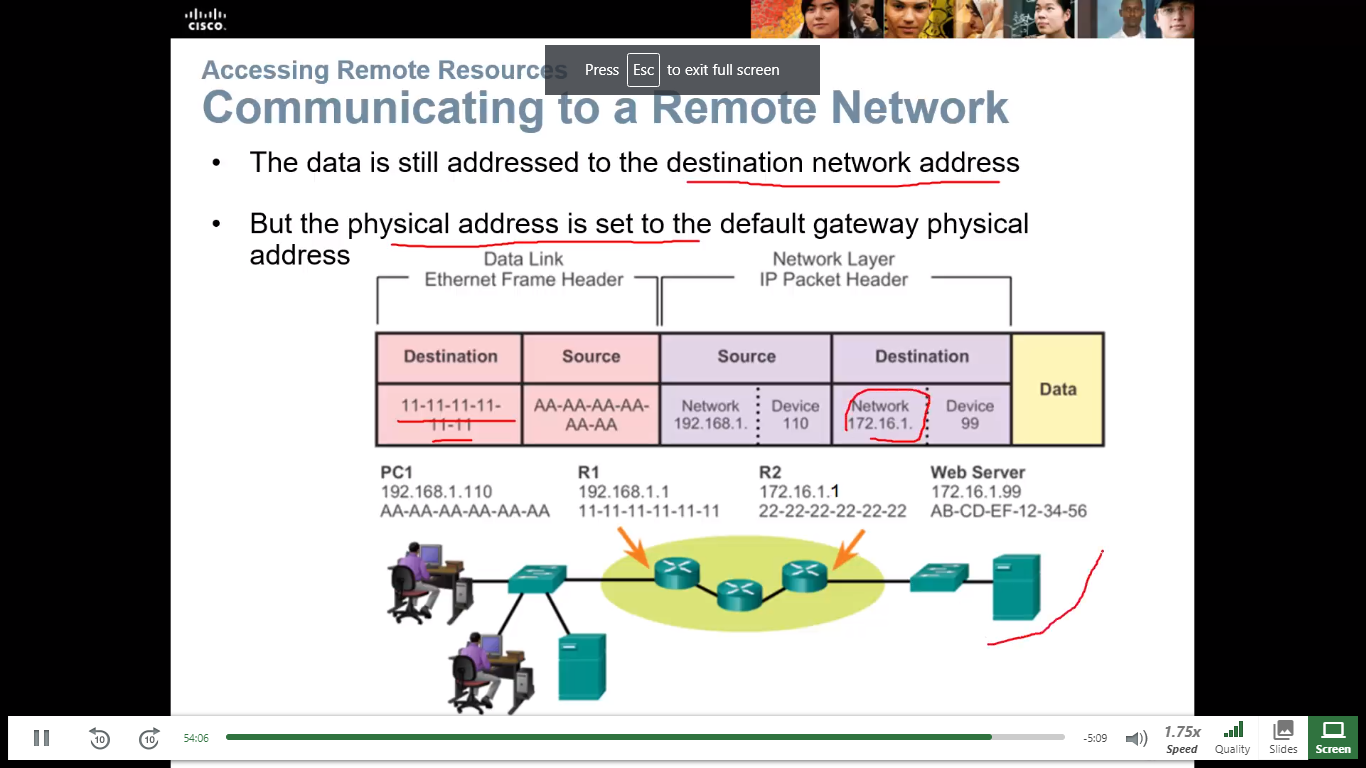 CISCO.
Press Esc to exit full screen
Accessing Remote Resources
Communicating to a Remote Network
• The data is still addressed to the destination network address
• But the physical address is set to the default gateway physical
address
Data Link
Ethernet Frame Header
Network Layer
IP Packet Header
Destination
Source
Source
Destination
Data
11-11-11-11-
11-11
AA-AA-AA-AA-
AA-AA
Network
192.168.1.
Device
110
Network
172.16.1.
Device
99
PC1
192.168.1.110
AA-AA-AA-AA-AA-AA
R1
192.168.1.1
11-11-11-11-11-11
R2
172.16.1.1
22-22-22-22-22-22
Web Server
172.16.1.99
AB-CD-EF-12-34-56
10
10
54:06
-5:09
1.75x
Speed
Quality
Slides
Screen